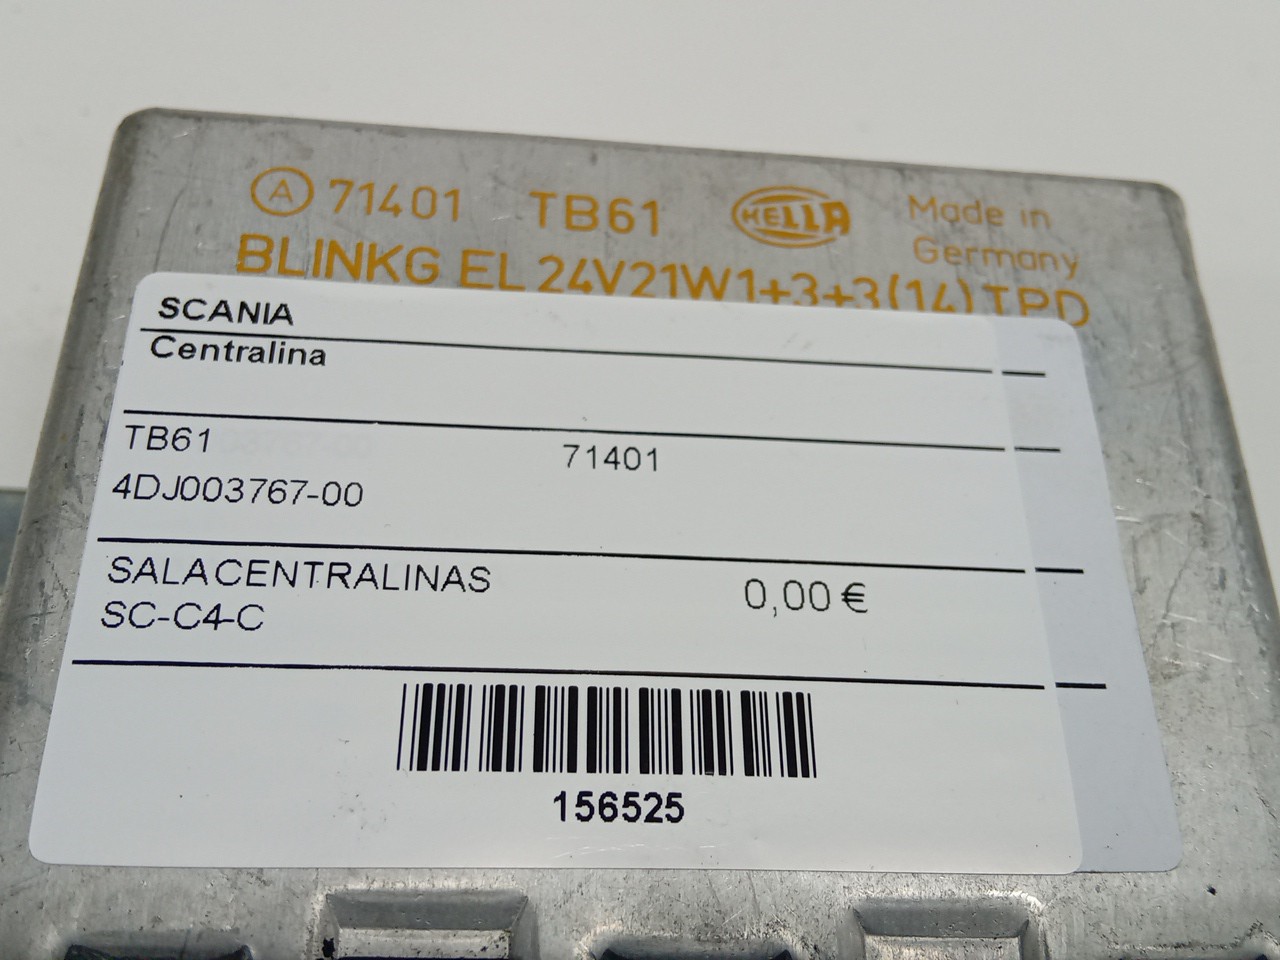 A 71401 TB61 HELLA Made in
Germany
BLINKG EL 24V21W1+3+3(14)TPD
SCANIA
Centralina
TB61 71401
4DJ003767-00
SALACENTRALINAS 0,00 €
SC-C4-C
156525